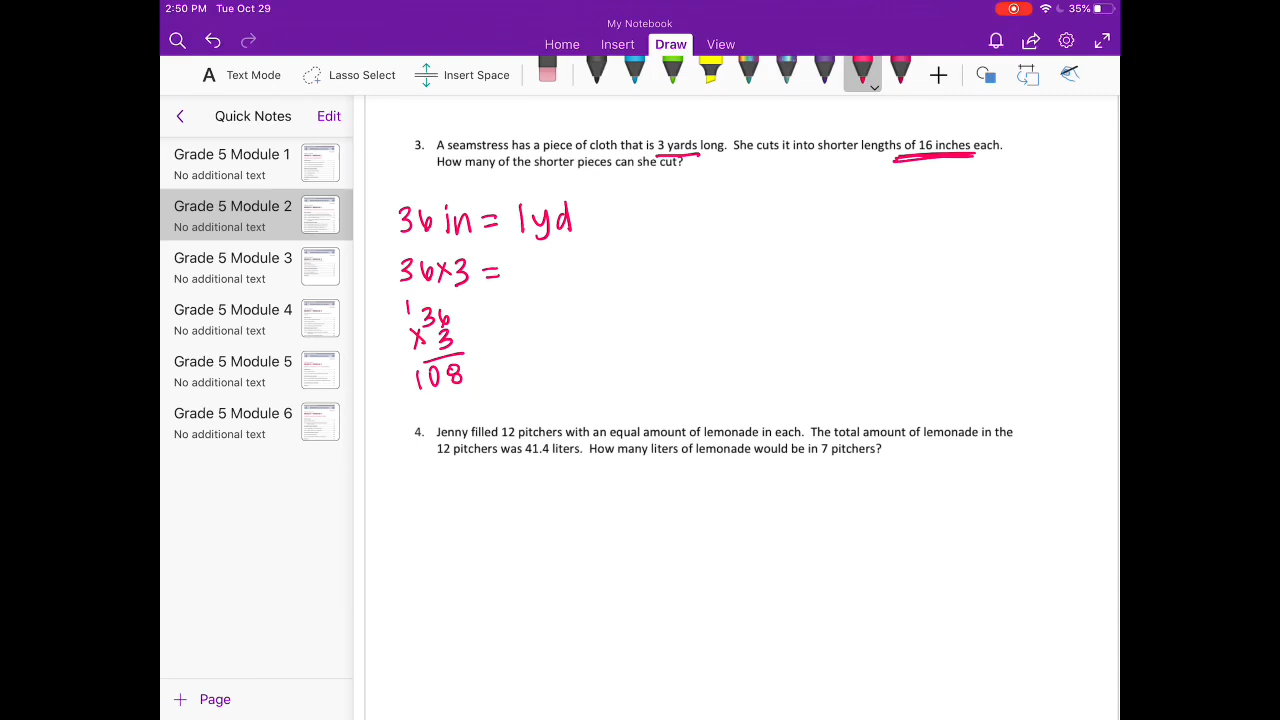 2:50 PM Tue Oct 29
35%
My Notebook
Home Insert Draw View
A Text Mode Lasso Select Insert Space
Quick Notes Edit
Grade 5 Module 1
No additional text
Grade 5 Module 2
No additional text
Grade 5 Module 3
No additional text
Grade 5 Module 4
No additional text
Grade 5 Module 5
No additional text
Grade 5 Module 6
No additional text
+ Page
3. A seamstress has a piece of cloth that is 3 yards long. She cuts it into shorter lengths of 16 inches each.
How many of the shorter pieces can she cut?
36 in = 1 yd
36 x 3 =
1
36
x 3
108
4. Jenny filled 12 pitchers with an equal amount of lemonade in each. The total amount of lemonade in the
12 pitchers was 41.4 liters. How many liters of lemonade would be in 7 pitchers?